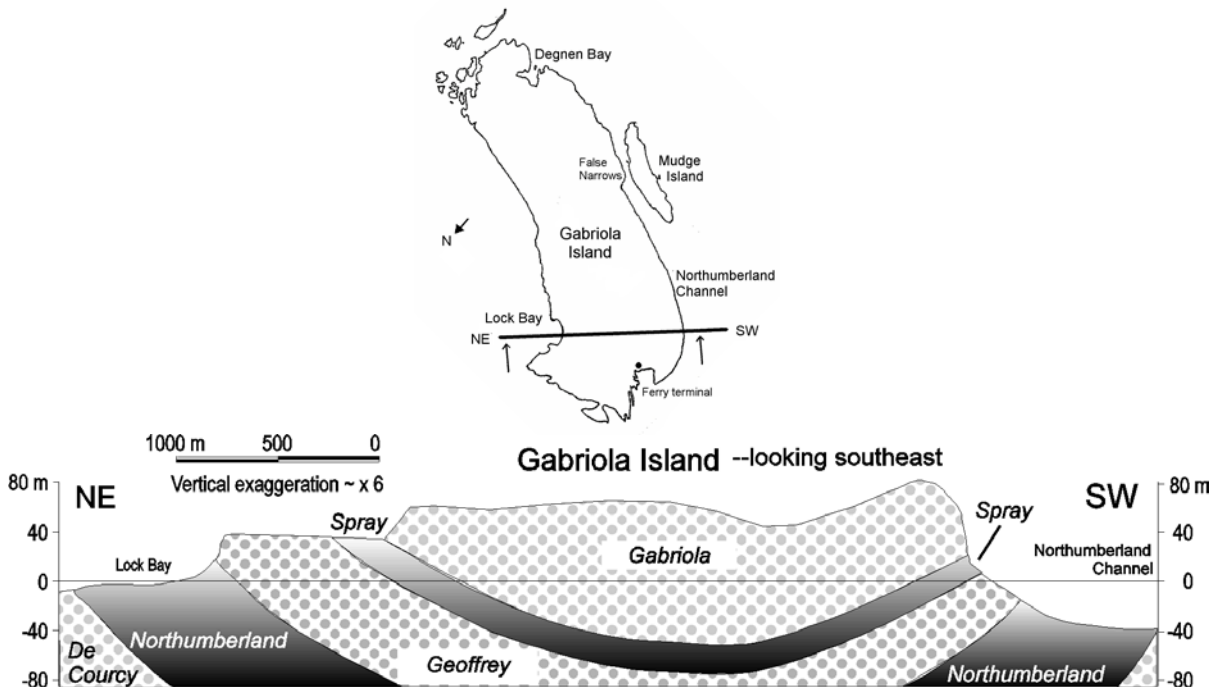 Degnen Bay
False
Narrows
Mudge
Island
N
Gabriola
Island
Northumberland
Channel
Lock Bay
NE
SW
Ferry terminal
1000 m 500 0
Vertical exaggeration ~ x 6
Gabriola Island --looking southeast
80 m NE SW 80 m
Spray Spray
40 40
Gabriola
Lock Bay
Northumberland
Channel
0 0
-40 Northumberland -40
De
Courcy
Geoffrey
Northumberland
-80 -80